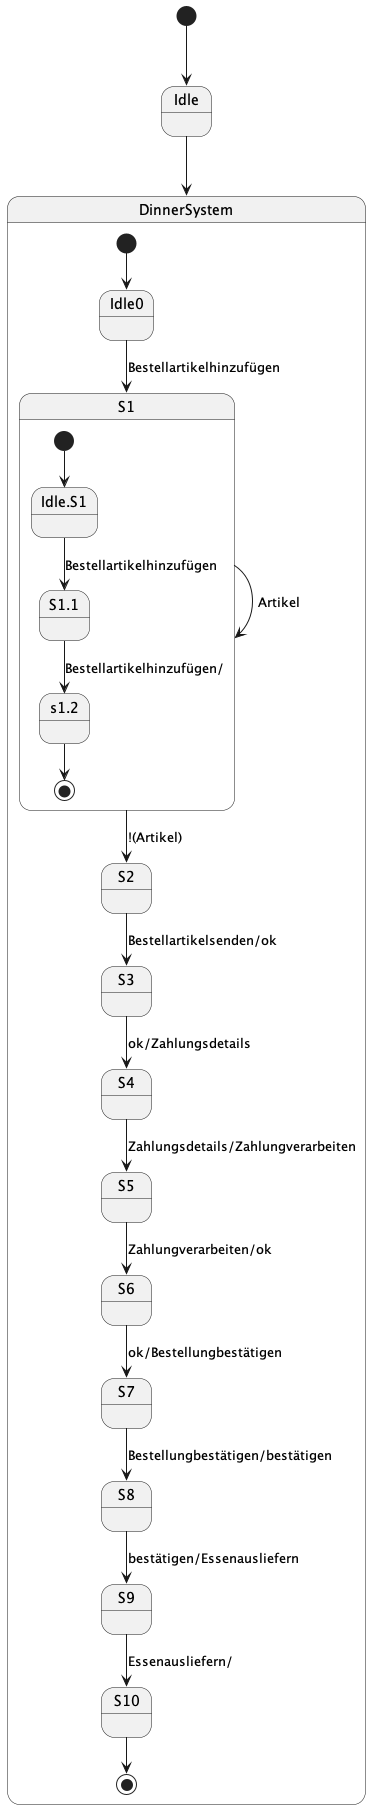 Idle
DinnerSystem
Idle0
Bestellartikelhinzufügen
S1
Idle.S1
Bestellartikelhinzufügen
Artikel
S1.1
Bestellartikelhinzufügen/
s1.2
!(Artikel)
S2
Bestellartikelsenden/ok
S3
ok/Zahlungsdetails
S4
Zahlungsdetails/Zahlungverarbeiten
S5
Zahlungverarbeiten/ok
S6
ok/Bestellungbestätigen
S7
Bestellungbestätigen/bestätigen
S8
bestätigen/Essenausliefern
S9
Essenausliefern/
S10